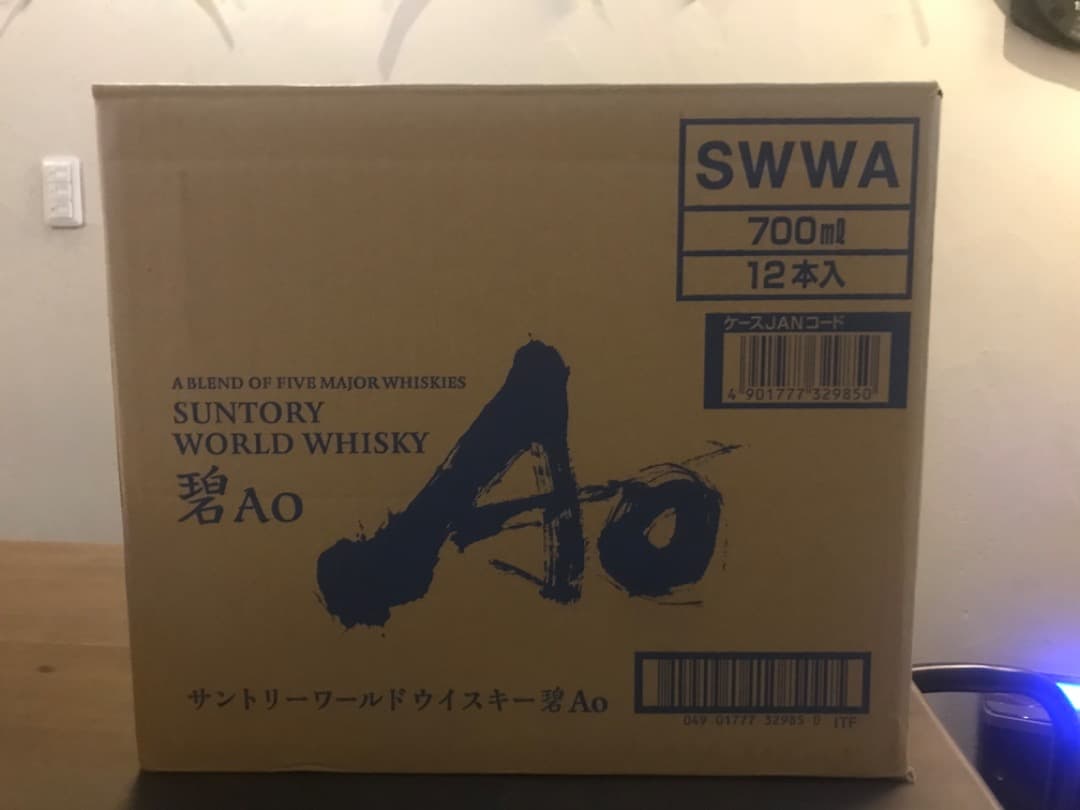 SWWA
700ml
12本入
ケースJANコード
4 901777 329850
A BLEND OF FIVE MAJOR WHISKIES
SUNTORY
WORLD WHISKY
碧Ao
Ao
サントリーワールドウイスキー碧Ao
049 01777 32985 0 ITF